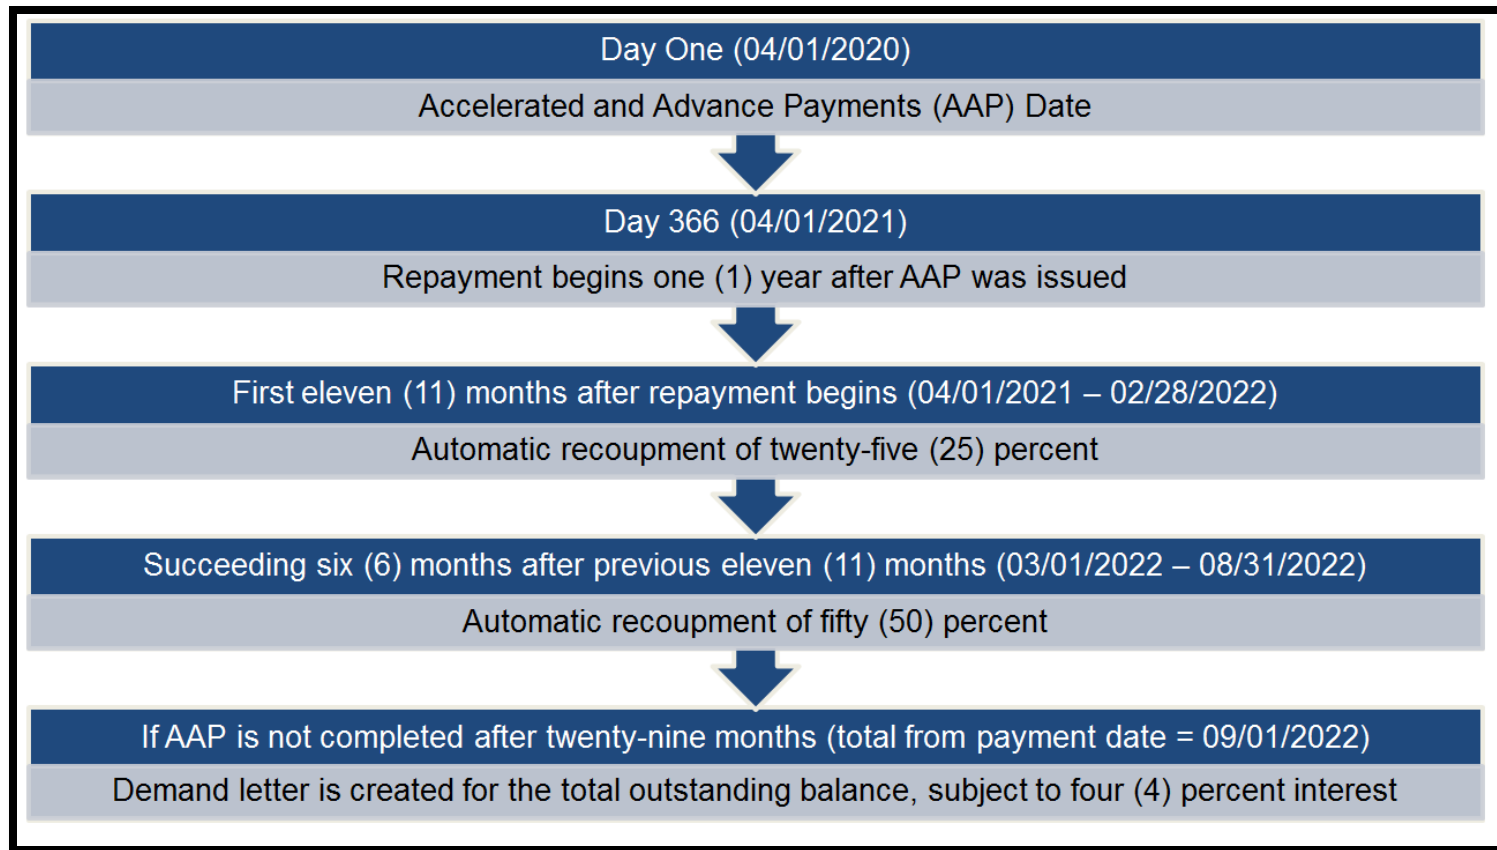 Day One (04/01/2020)
Accelerated and Advance Payments (AAP) Date
Day 366 (04/01/2021)
Repayment begins one (1) year after AAP was issued
First eleven (11) months after repayment begins (04/01/2021 – 02/28/2022)
Automatic recoupment of twenty-five (25) percent
Succeeding six (6) months after previous eleven (11) months (03/01/2022 – 08/31/2022)
Automatic recoupment of fifty (50) percent
If AAP is not completed after twenty-nine months (total from payment date = 09/01/2022)
Demand letter is created for the total outstanding balance, subject to four (4) percent interest